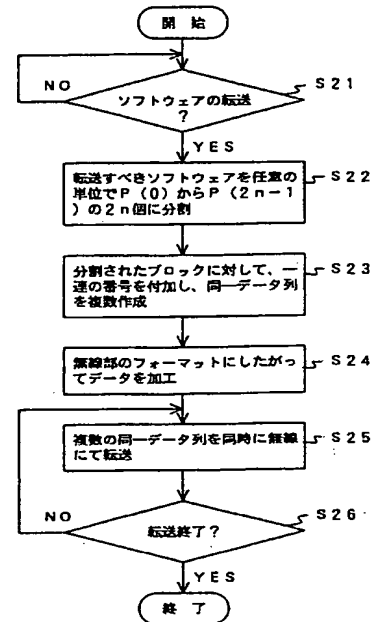 開始
NO
ソフトウェアの転送
?
S21
YES
転送すべきソフトウェアを任意の
単位でP(0)からP(2n-1
)の2n個に分割
S22
分割されたブロックに対して、一
連の番号を付加し、同一データ列
を複数作成
S23
無線部のフォーマットにしたがっ
てデータを加工
S24
複数の同一データ列を同時に無線
にて転送
S25
NO
転送終了?
S26
YES
終了